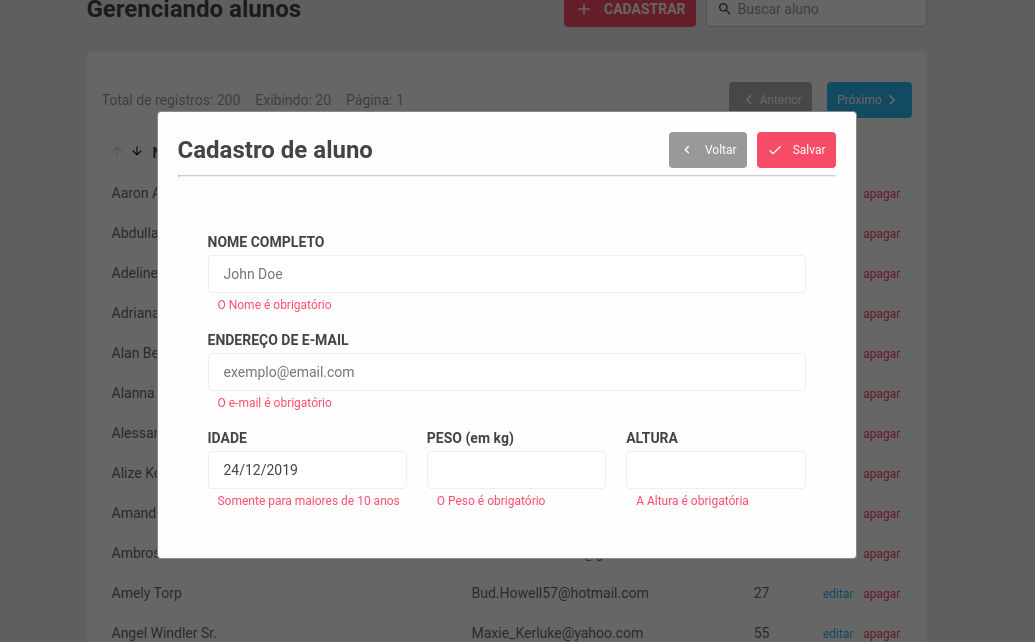 Gerenciando alunos
CADASTRAR
Buscar aluno
Total de registros: 200 Exibindo: 20 Página: 1
Anterior
Próximo
Cadastro de aluno
Voltar
Salvar
NOME COMPLETO
John Doe
O Nome é obrigatório
ENDEREÇO DE E-MAIL
exemplo@email.com
O e-mail é obrigatório
IDADE PESO (em kg) ALTURA
24/12/2019
Somente para maiores de 10 anos O Peso é obrigatório A Altura é obrigatória
Aaron apagar
Abdulla apagar
Adeline apagar
Adriana apagar
Alan apagar
Alanna apagar
Alessan apagar
Alize apagar
Amand apagar
Ambros apagar
Amely Torp Bud.Howell57@hotmail.com 27 editar apagar
Angel Windler Sr. Maxie_Kerluke@yahoo.com 55 editar apagar